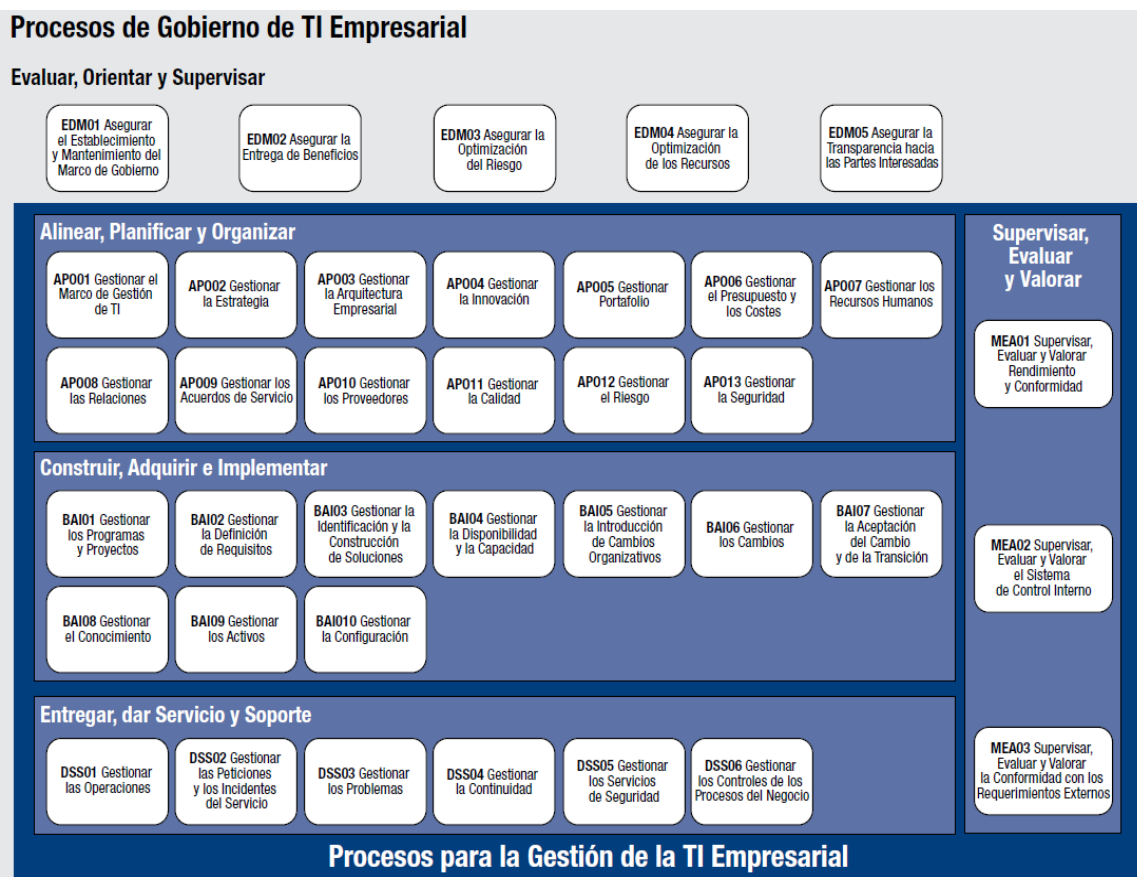 Procesos de Gobierno de TI Empresarial
Evaluar, Orientar y Supervisar
EDM01 Asegurar
el Establecimiento
y Mantenimiento del
Marco de Gobierno
EDM02 Asegurar la
Entrega de Beneficios
EDM03 Asegurar la
Optimización
del Riesgo
EDM04 Asegurar la
Optimización
de los Recursos
EDM05 Asegurar la
Transparencia hacia
las Partes Interesadas
Alinear, Planificar y Organizar
APO01 Gestionar el
Marco de Gestión
de TI
APO02 Gestionar
la Estrategia
APO03 Gestionar
la Arquitectura
Empresarial
APO04 Gestionar
la Innovación
APO05 Gestionar
Portafolio
APO06 Gestionar
el Presupuesto y
los Costes
APO07 Gestionar los
Recursos Humanos
APO08 Gestionar
las Relaciones
APO09 Gestionar los
Acuerdos de Servicio
APO10 Gestionar
los Proveedores
APO11 Gestionar
la Calidad
APO12 Gestionar
el Riesgo
APO13 Gestionar
la Seguridad
Construir, Adquirir e Implementar
BAI01 Gestionar
los Programas
y Proyectos
BAI02 Gestionar
la Definición
de Requisitos
BAI03 Gestionar la
Identificación y la
Construcción
de Soluciones
BAI04 Gestionar
la Disponibilidad
y la Capacidad
BAI05 Gestionar
la Introducción
de Cambios
Organizativos
BAI06 Gestionar
los Cambios
BAI07 Gestionar
la Aceptación
del Cambio
y de la Transición
BAI08 Gestionar
el Conocimiento
BAI09 Gestionar
los Activos
BAI010 Gestionar
la Configuración
Entregar, dar Servicio y Soporte
DSS01 Gestionar
las Operaciones
DSS02 Gestionar
las Peticiones
y los Incidentes
del Servicio
DSS03 Gestionar
los Problemas
DSS04 Gestionar
la Continuidad
DSS05 Gestionar
los Servicios
de Seguridad
DSS06 Gestionar
los Controles de los
Procesos del Negocio
Supervisar,
Evaluar
y Valorar
MEA01 Supervisar,
Evaluar y Valorar
Rendimiento
y Conformidad
MEA02 Supervisar,
Evaluar y Valorar
el Sistema
de Control Interno
MEA03 Supervisar,
Evaluar y Valorar
la Conformidad con los
Requerimientos Externos
Procesos para la Gestión de la TI Empresarial